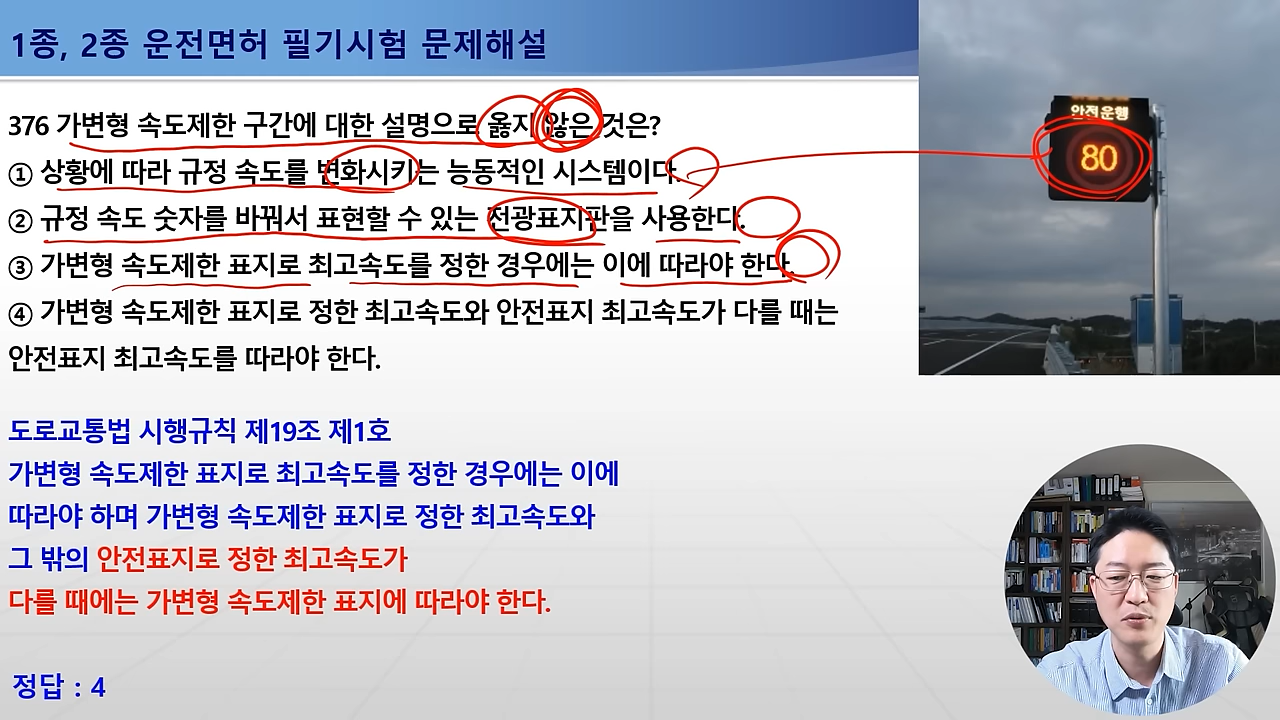 1종, 2종 운전면허 필기시험 문제해설
376 가변형 속도제한 구간에 대한 설명으로 옳지 않은 것은?
① 상황에 따라 규정 속도를 변화시키는 능동적인 시스템이다.
② 규정 속도 숫자를 바꿔서 표현할 수 있는 전광표지판을 사용한다.
③ 가변형 속도제한 표지로 최고속도를 정한 경우에는 이에 따라야 한다.
④ 가변형 속도제한 표지로 정한 최고속도와 안전표지 최고속도가 다를 때는
안전표지 최고속도를 따라야 한다.
안전운행
80
도로교통법 시행규칙 제19조 제1호
가변형 속도제한 표지로 최고속도를 정한 경우에는 이에
따라야 하며 가변형 속도제한 표지로 정한 최고속도와
그 밖의 안전표지로 정한 최고속도가
다를 때에는 가변형 속도제한 표지에 따라야 한다.
정답 : 4